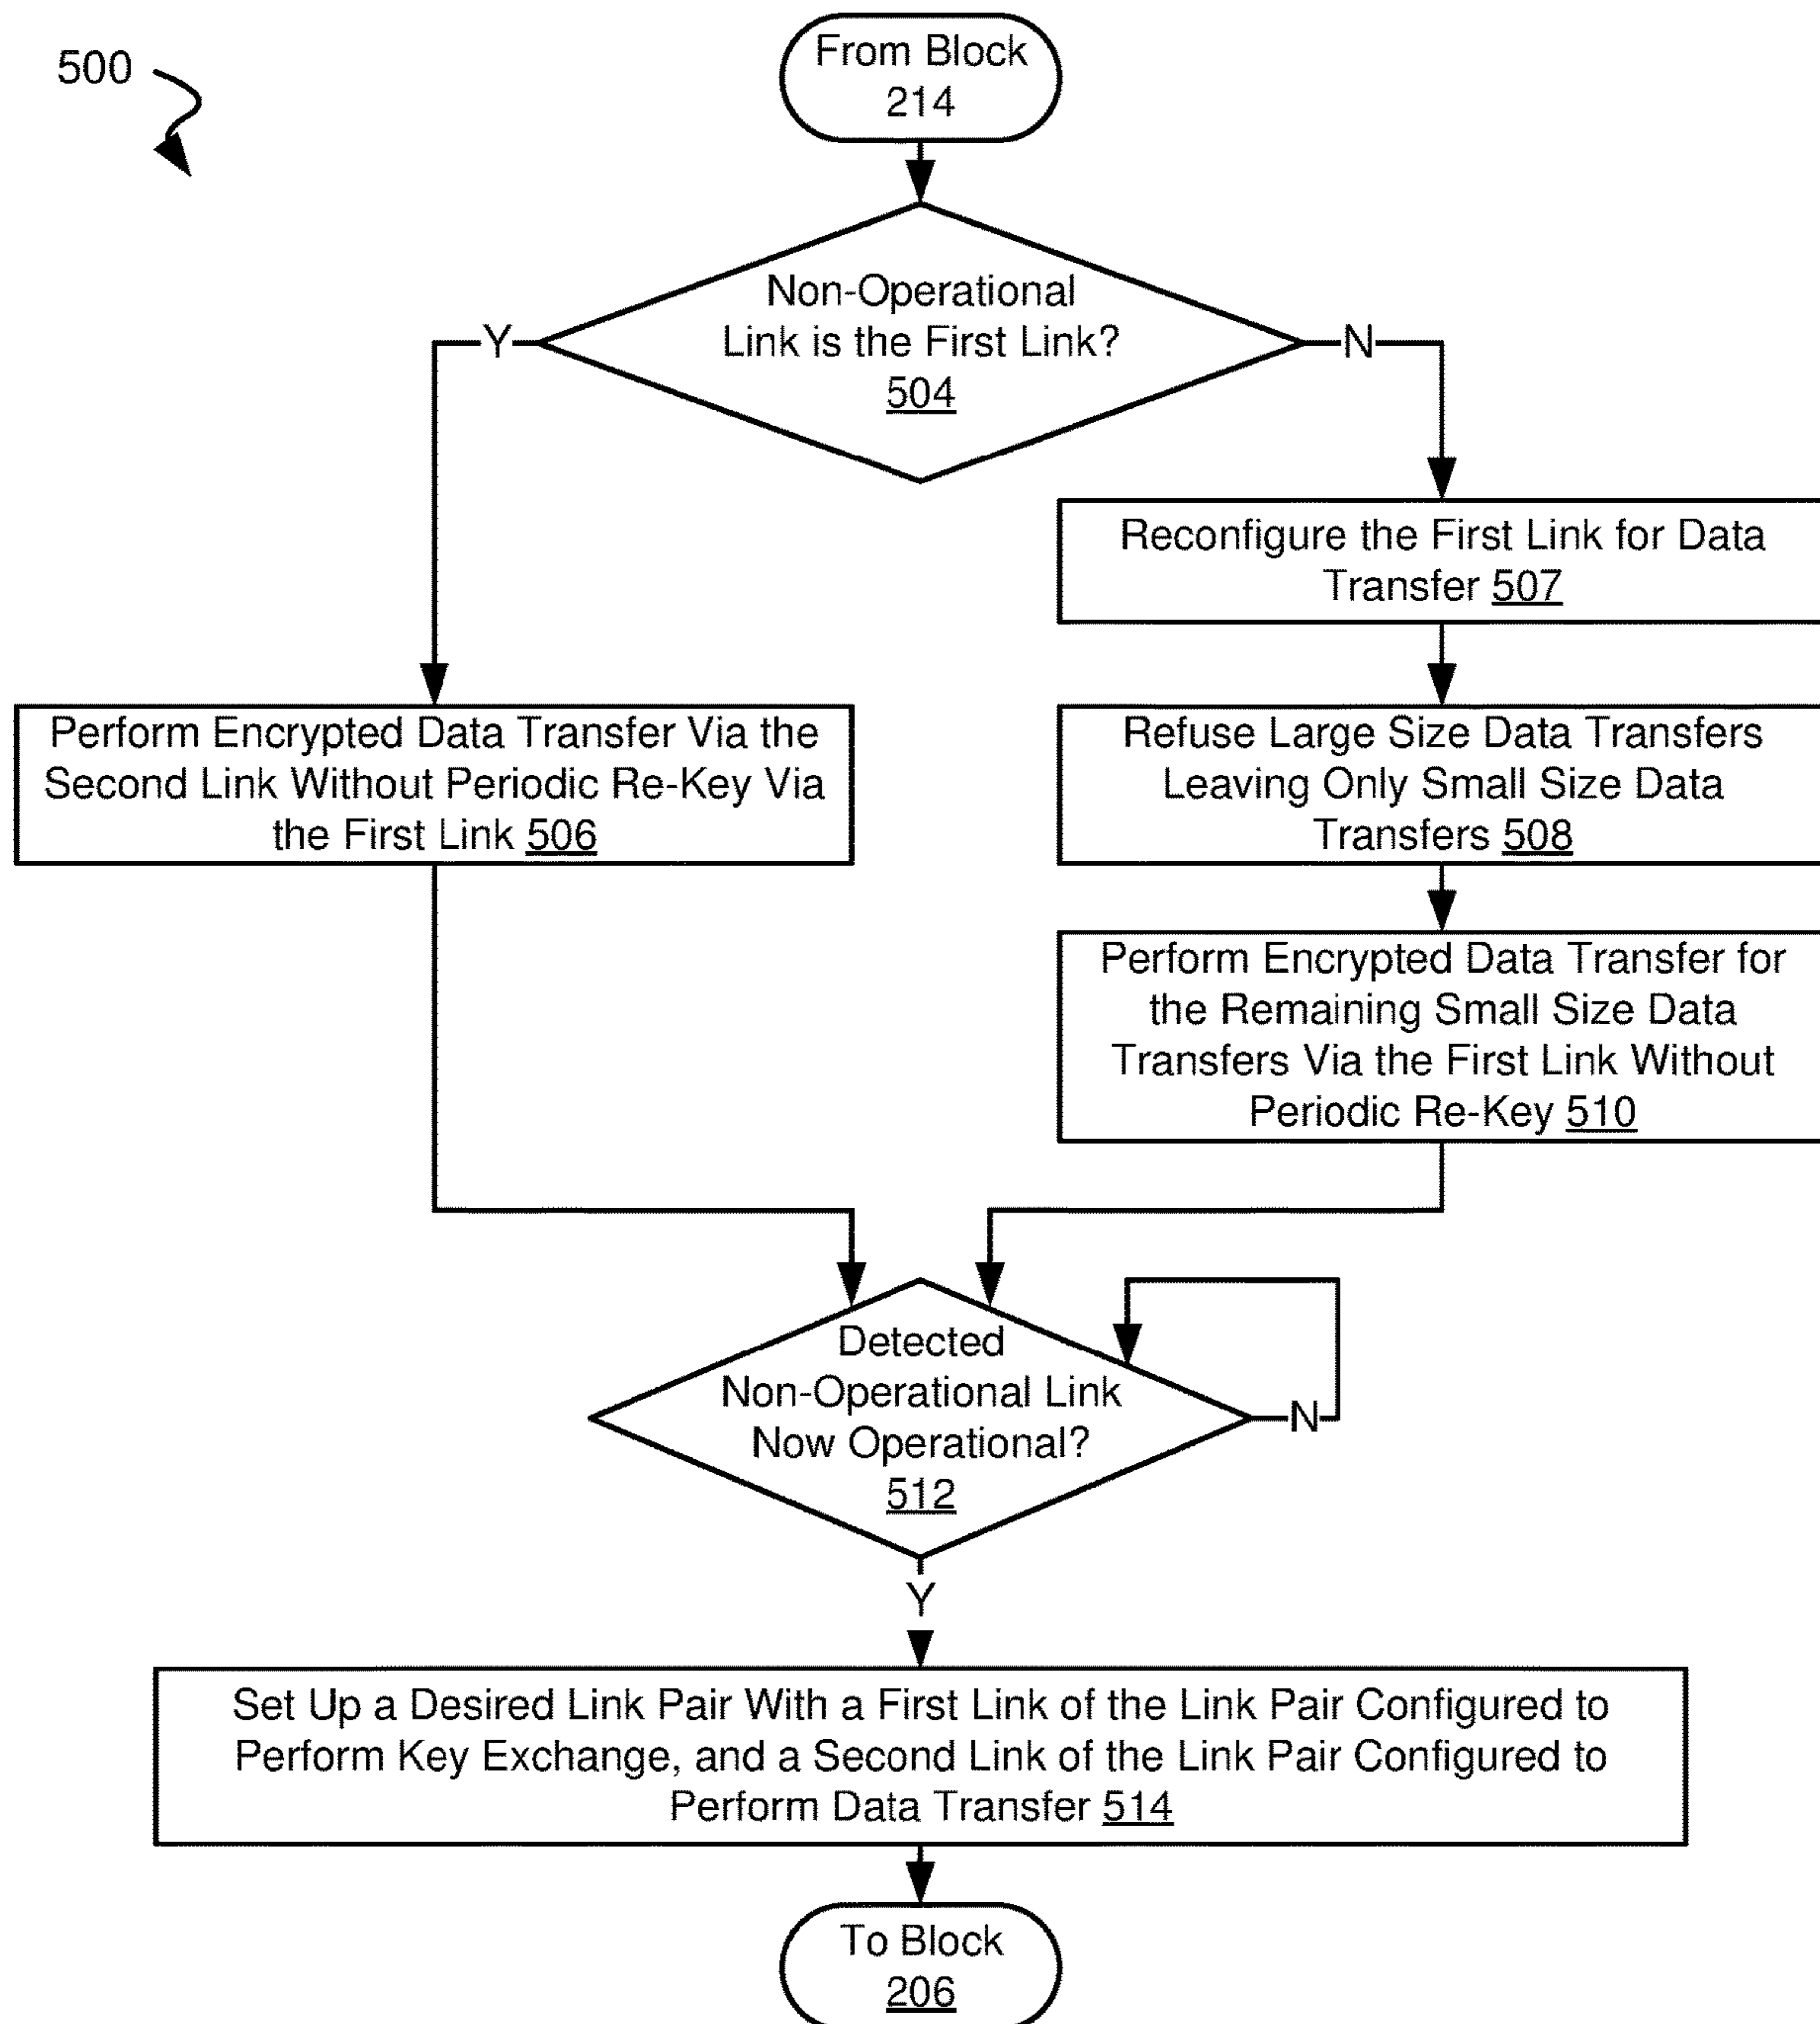 500
From Block
214
Non-Operational
Link is the First Link?
504
Y
N
Reconfigure the First Link for Data
Transfer 507
Perform Encrypted Data Transfer Via the
Second Link Without Periodic Re-Key Via
the First Link 506
Refuse Large Size Data Transfers
Leaving Only Small Size Data
Transfers 508
Perform Encrypted Data Transfer for
the Remaining Small Size Data
Transfers Via the First Link Without
Periodic Re-Key 510
Detected
Non-Operational Link
Now Operational?
512
N
Y
Set Up a Desired Link Pair With a First Link of the Link Pair Configured to
Perform Key Exchange, and a Second Link of the Link Pair Configured to
Perform Data Transfer 514
To Block
206